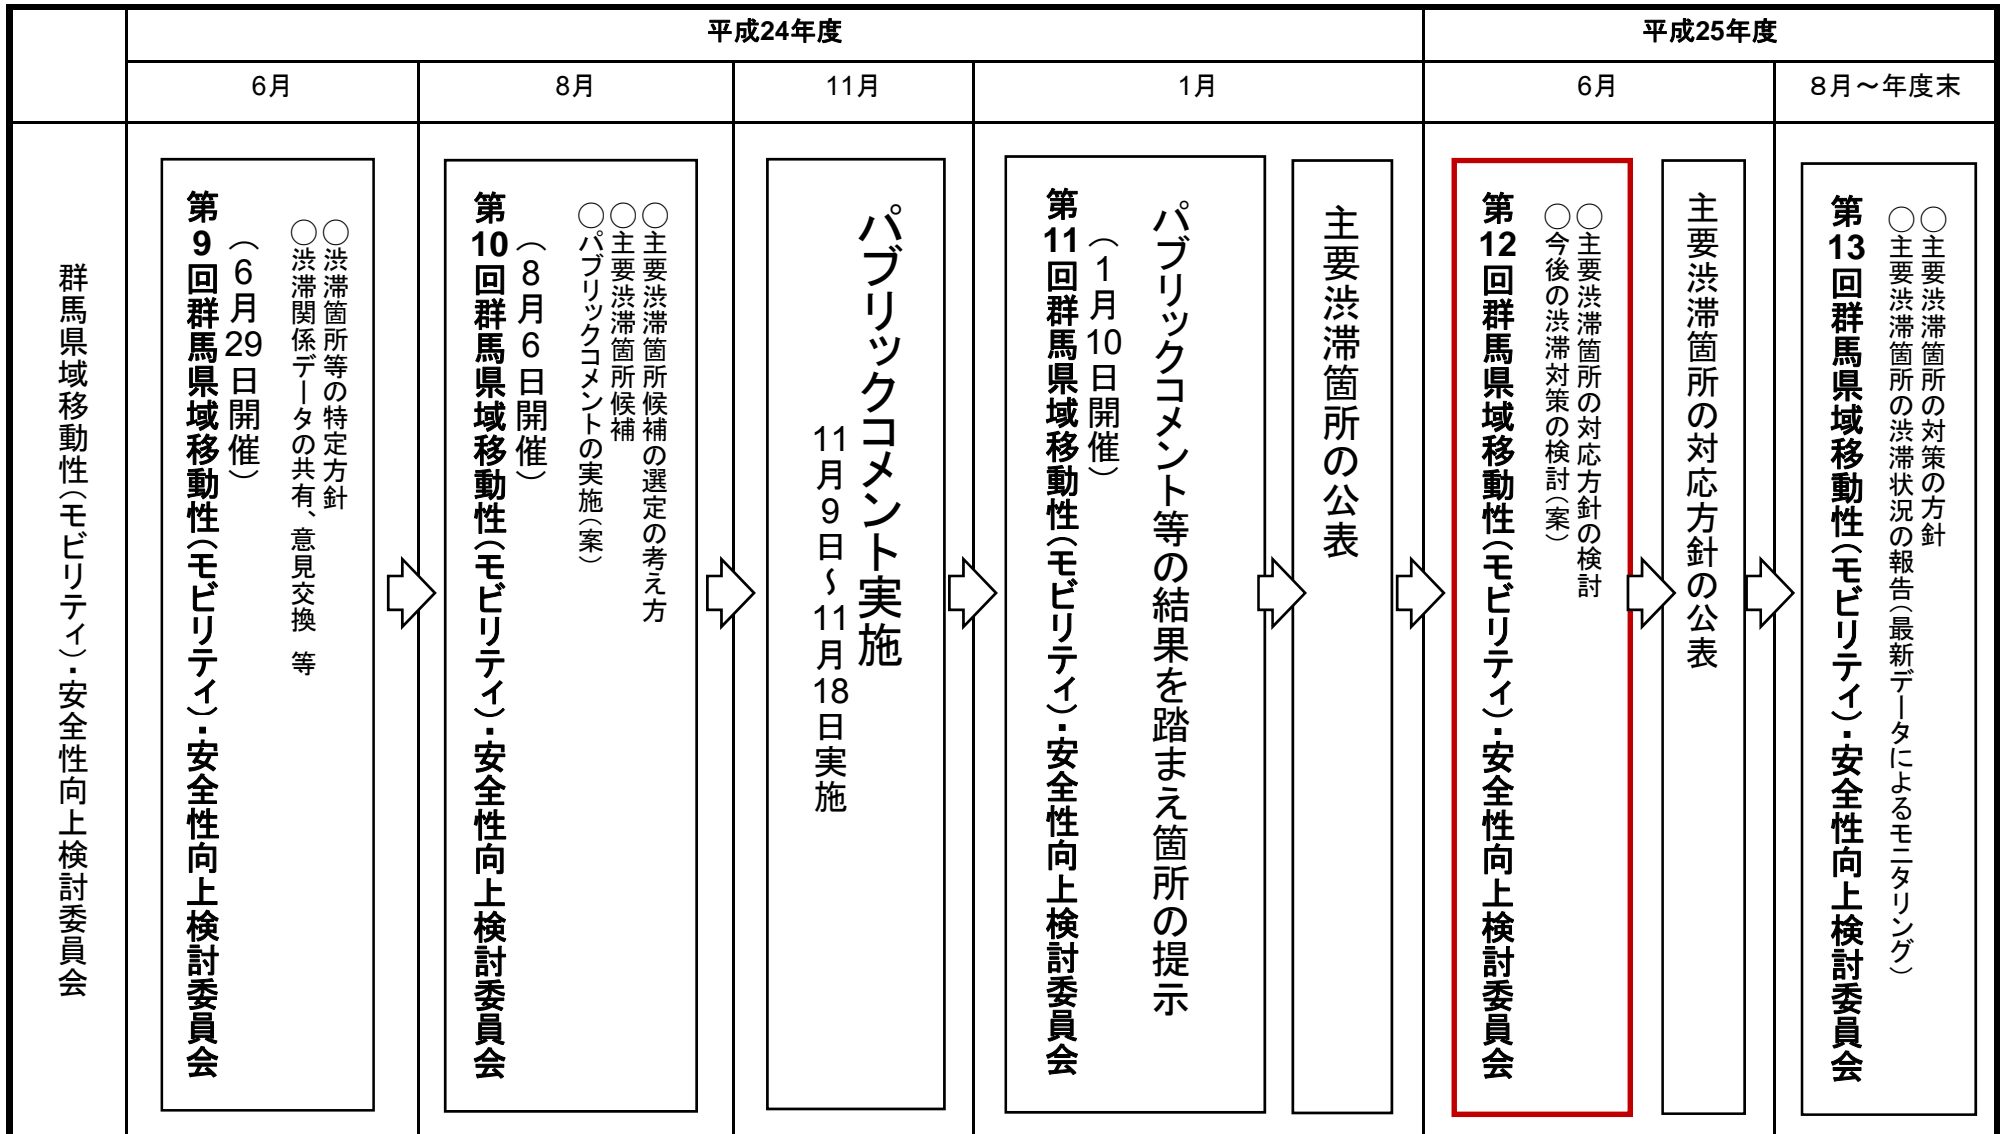 平成24年度
平成25年度
6月
8月
11月
1月
6月
８月～年度末
群馬県域移動性（モビリティ）・安全性向上検討委員会
第９回群馬県域移動性（モビリティ）・安全性向上検討委員会
（６月29日開催）
○渋滞箇所等の特定方針
○渋滞関係データの共有、意見交換 等
第10回群馬県域移動性（モビリティ）・安全性向上検討委員会
（８月６日開催）
○主要渋滞箇所候補の選定の考え方
○主要渋滞箇所候補
○パブリックコメントの実施（案）
パブリックコメント実施
11月９日～11月18日実施
第11回群馬県域移動性（モビリティ）・安全性向上検討委員会
（１月10日開催）
パブリックコメント等の結果を踏まえ箇所の提示
主要渋滞箇所の公表
第12回群馬県域移動性（モビリティ）・安全性向上検討委員会
○主要渋滞箇所の対応方針の検討
○今後の渋滞対策の検討（案）
主要渋滞箇所の対応方針の公表
第13回群馬県域移動性（モビリティ）・安全性向上検討委員会
○主要渋滞箇所の対策の方針
○主要渋滞箇所の渋滞状況の報告（最新データによるモニタリング）